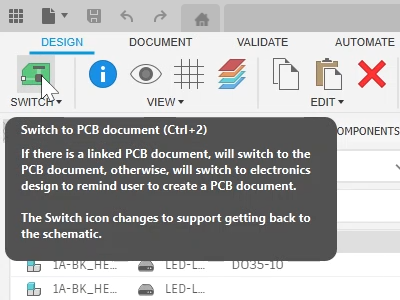 DESIGN DOCUMENT VALIDATE AUTOMATE
SWITCH VIEW EDIT
Switch to PCB document (Ctrl+2)
OMPONENTS
If there is a linked PCB document, will switch to the
PCB document, otherwise, will switch to electronics
design to remind user to create a PCB document.
The Switch icon changes to support getting back to
the schematic.
1A-BK_HE... LED-L... DO35-10
1A-BK_HE... LED-L...